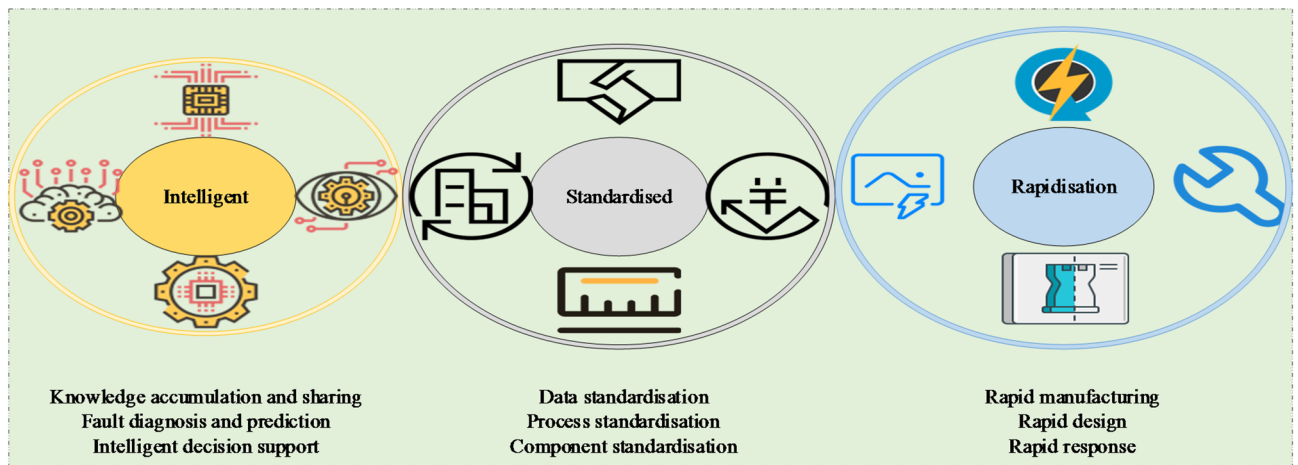 Intelligent
Standardised
Rapidisation
Knowledge accumulation and sharing
Fault diagnosis and prediction
Intelligent decision support
Data standardisation
Process standardisation
Component standardisation
Rapid manufacturing
Rapid design
Rapid response